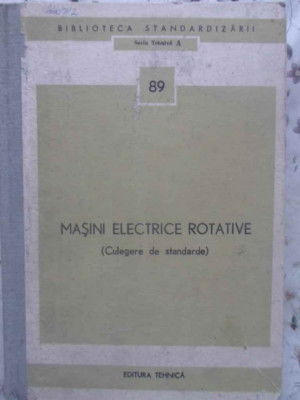 BIBLIOTECA STANDARDIZĂRII
Seria Tehnică A
89
MAŞINI ELECTRICE ROTATIVE
(Culegere de standarde)
EDITURA TEHNICĂ